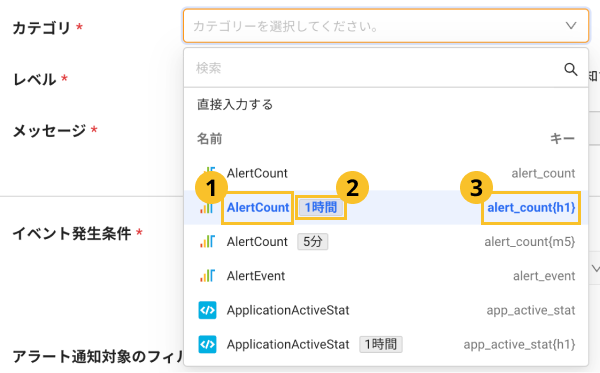 カテゴリ *
カテゴリーを選択してください。
検索
レベル *
直接入力する
メッセージ *
名前 キー
AlertCount alert_count
1 2 3
AlertCount 1時間 alert_count{h1}
イベント発生条件 *
AlertCount 5分 alert_count{m5}
AlertEvent alert_event
ApplicationActiveStat app_active_stat
ApplicationActiveStat 1時間 app_active_stat{h1}
アラート通知対象のフィル